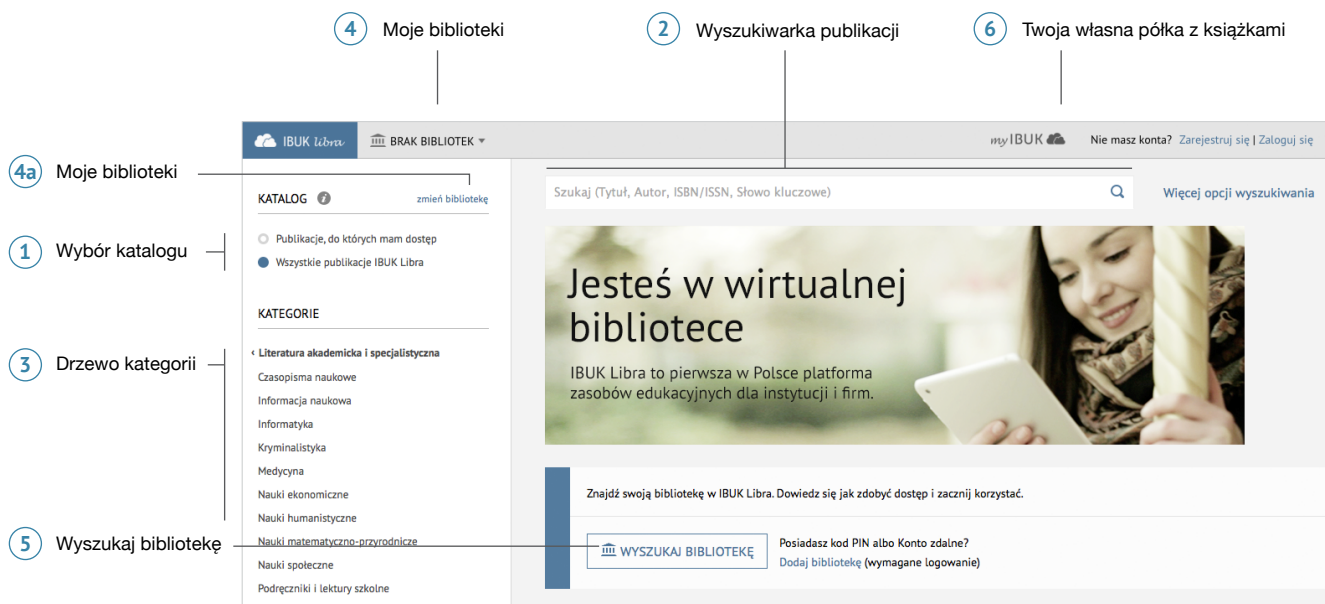 4 Moje biblioteki
2 Wyszukiwarka publikacji
6 Twoja własna półka z książkami
IBUK libra
BRAK BIBLIOTEK
myIBUK
Nie masz konta? Zarejestruj się | Zaloguj się
4a Moje biblioteki
KATALOG i
zmień bibliotekę
Szukaj (Tytuł, Autor, ISBN/ISSN, Słowo kluczowe)
Więcej opcji wyszukiwania
1 Wybór katalogu
Publikacje, do których mam dostęp
Wszystkie publikacje IBUK Libra
Jesteś w wirtualnej
bibliotece
IBUK Libra to pierwsza w Polsce platforma
zasobów edukacyjnych dla instytucji i firm.
KATEGORIE
3 Drzewo kategorii
‹ Literatura akademicka i specjalistyczna
Czasopisma naukowe
Informacja naukowa
Informatyka
Kryminalistyka
Medycyna
Nauki ekonomiczne
Nauki humanistyczne
Nauki matematyczno-przyrodnicze
Nauki społeczne
Podręczniki i lektury szkolne
Znajdź swoją bibliotekę w IBUK Libra. Dowiedz się jak zdobyć dostęp i zacznij korzystać.
5 Wyszukaj bibliotekę
WYSZUKAJ BIBLIOTEKĘ
Posiadasz kod PIN albo Konto zdalne?
Dodaj bibliotekę (wymagane logowanie)